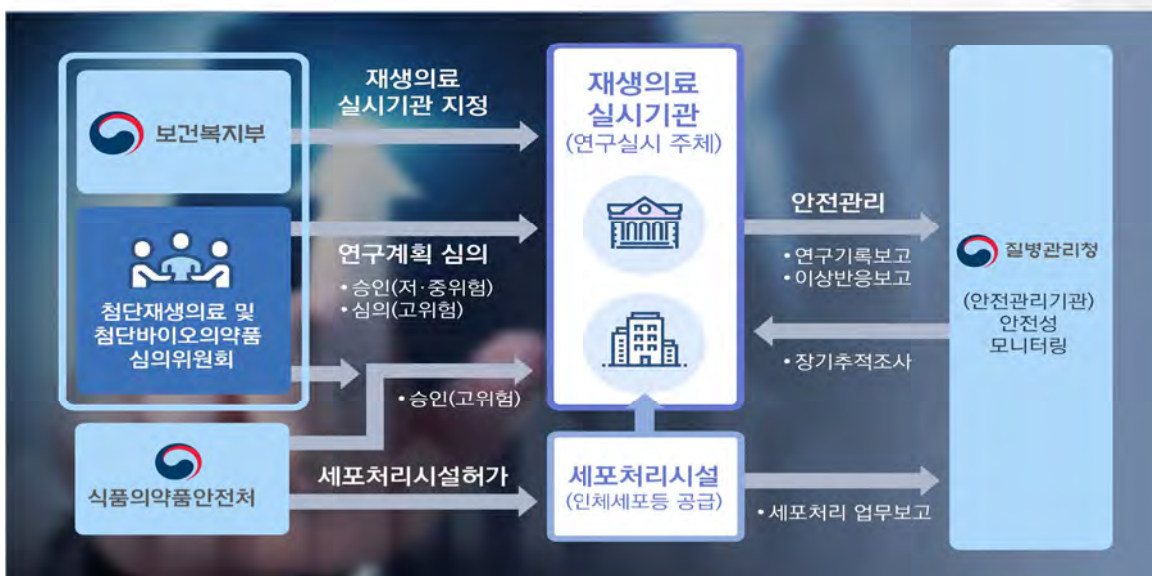 보건복지부
첨단재생의료 및
첨단바이오의약품
심의위원회
식품의약품안전처
재생의료
실시기관 지정
연구계획 심의
•승인(저·중위험)
•심의(고위험)
•승인(고위험)
세포처리시설허가
재생의료
실시기관
(연구실시 주체)
세포처리시설
(인체세포등 공급)
안전관리
•연구기록보고
•이상반응보고
•장기추적조사
•세포처리 업무보고
질병관리청
(안전관리기관)
안전성
모니터링